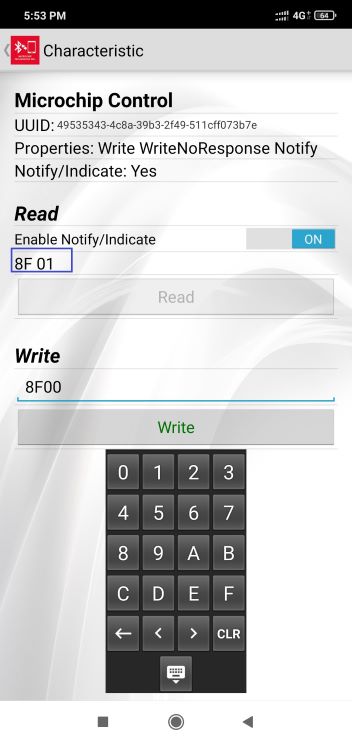 5:53 PM 4G+ 64
Characteristic
Microchip Control
UUID: 49535343-4c8a-39b3-2f49-511cff073b7e
Properties: Write WriteNoResponse Notify
Notify/Indicate: Yes
Read
Enable Notify/Indicate ON
8F 01
Read
Write
8F00
Write
0 1 2 3
4 5 6 7
8 9 A B
C D E F
← < > CLR